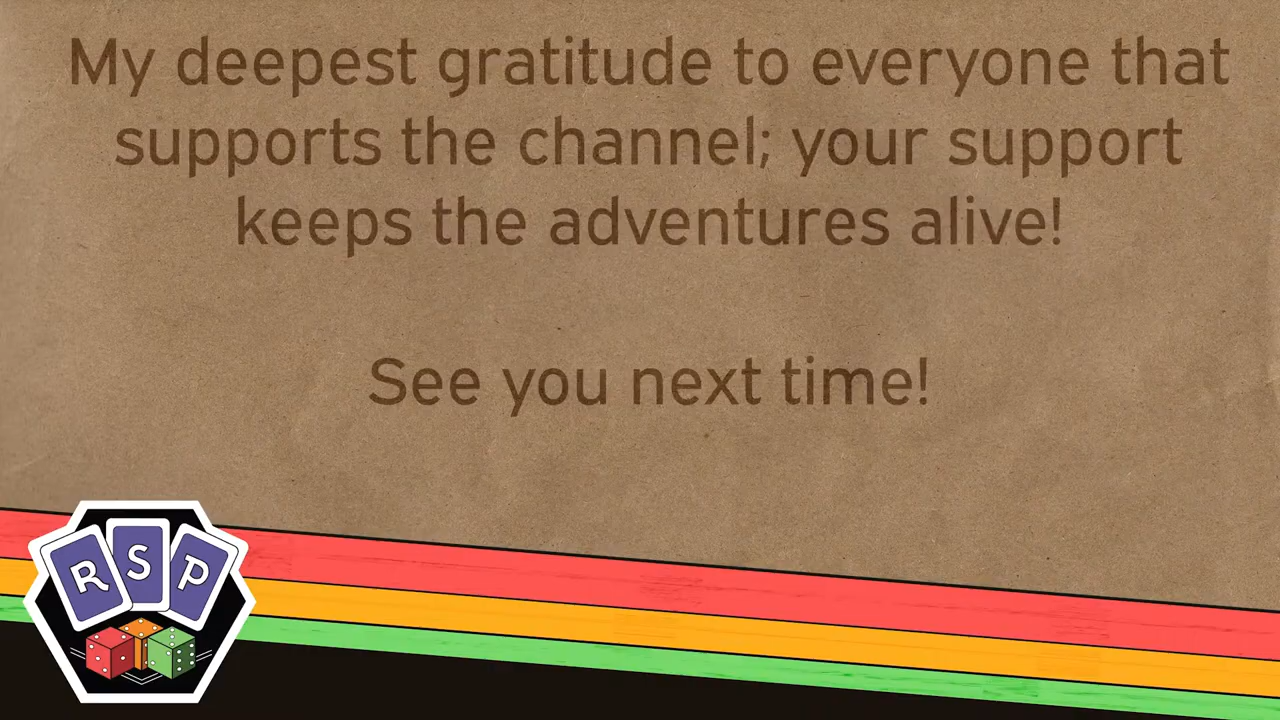 My deepest gratitude to everyone that
supports the channel; your support
keeps the adventures alive!
See you next time!
RSP